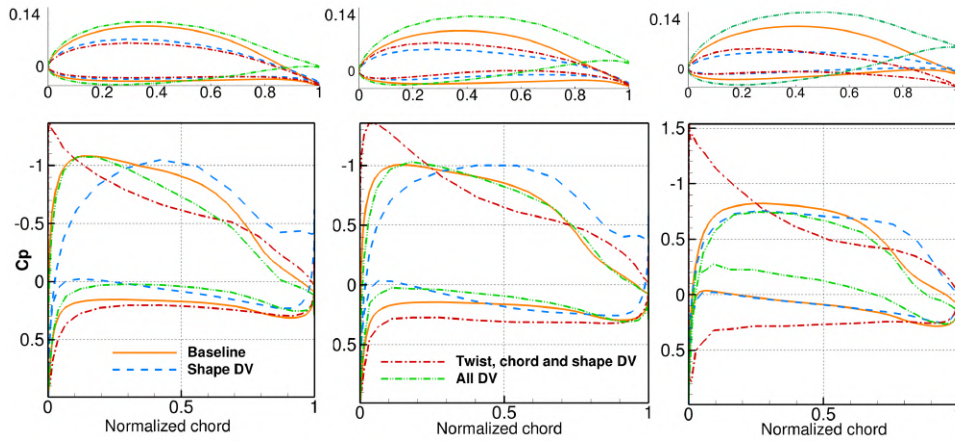 0.14 0.14 0.14
0 0 0
0 0.2 0.4 0.6 0.8 1 0 0.2 0.4 0.6 0.8 1 0 0.2 0.4 0.6 0.8 1
-1 -1 1.5
-0.5 0.5 -1
Cp
0 0 0.5
0.5 0.5 0
0.5
Baseline
Shape DV
Twist, chord and shape DV
All DV
0 0.5 1 0 0.5 1 0 0.5 1
Normalized chord Normalized chord Normalized chord